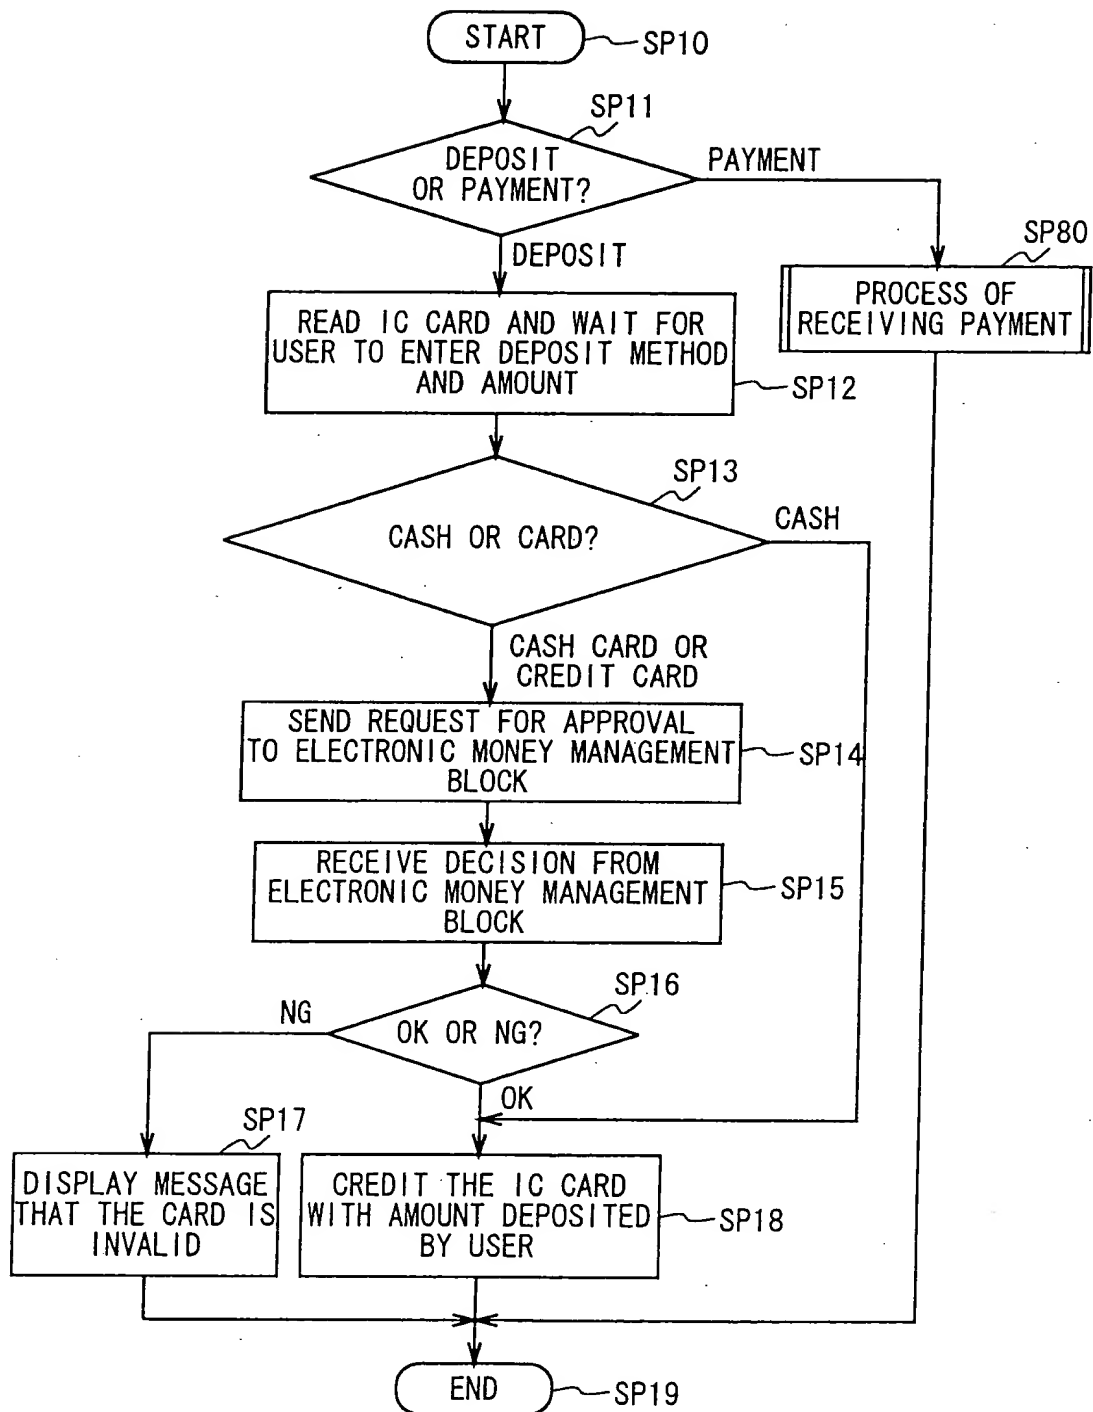 START
SP10
SP11
DEPOSIT
OR PAYMENT?
PAYMENT
DEPOSIT
SP80
PROCESS OF
RECEIVING PAYMENT
READ IC CARD AND WAIT FOR
USER TO ENTER DEPOSIT METHOD
AND AMOUNT
SP12
SP13
CASH OR CARD?
CASH
CASH CARD OR
CREDIT CARD
SEND REQUEST FOR APPROVAL
TO ELECTRONIC MONEY MANAGEMENT
BLOCK
SP14
RECEIVE DECISION FROM
ELECTRONIC MONEY MANAGEMENT
BLOCK
SP15
SP16
NG
OK OR NG?
OK
SP17
DISPLAY MESSAGE
THAT THE CARD IS
INVALID
CREDIT THE IC CARD
WITH AMOUNT DEPOSITED
BY USER
SP18
END
SP19